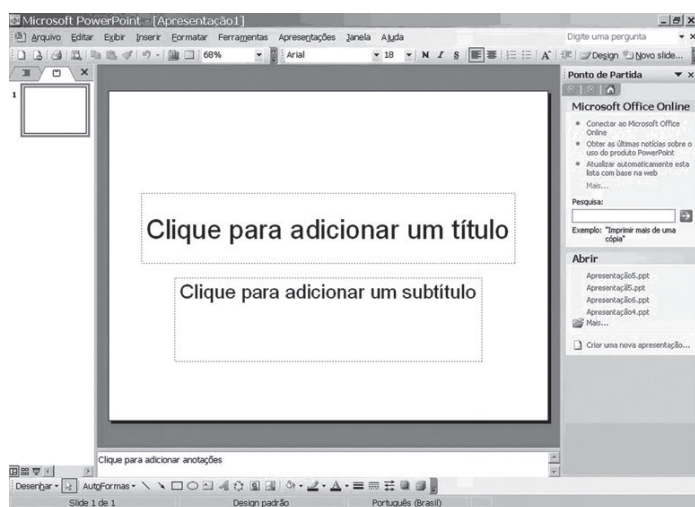 Microsoft PowerPoint - [Apresentação1]
Arquivo Editar Exibir Inserir Formatar Ferramentas Apresentações Janela Ajuda
Digite uma pergunta
68% Arial 18 N I S Design Novo slide...
Ponto de Partida
1
Microsoft Office Online
Conectar ao Microsoft Office
Online
Obter as últimas notícias sobre o
uso do produto PowerPoint
Atualizar automaticamente esta
lista com base na web
Mais...
Pesquisa:
Exemplo: "Imprimir mais de uma
cópia"
Abrir
Apresentação5.ppt
Apresentaçã5.ppt
Apresentação6.ppt
Apresentação4.ppt
Mais...
Criar uma nova apresentação...
Clique para adicionar um título
Clique para adicionar um subtítulo
Clique para adicionar anotações
Desenhar AutoFormas
Slide 1 de 1 Design padrão Português (Brasil)